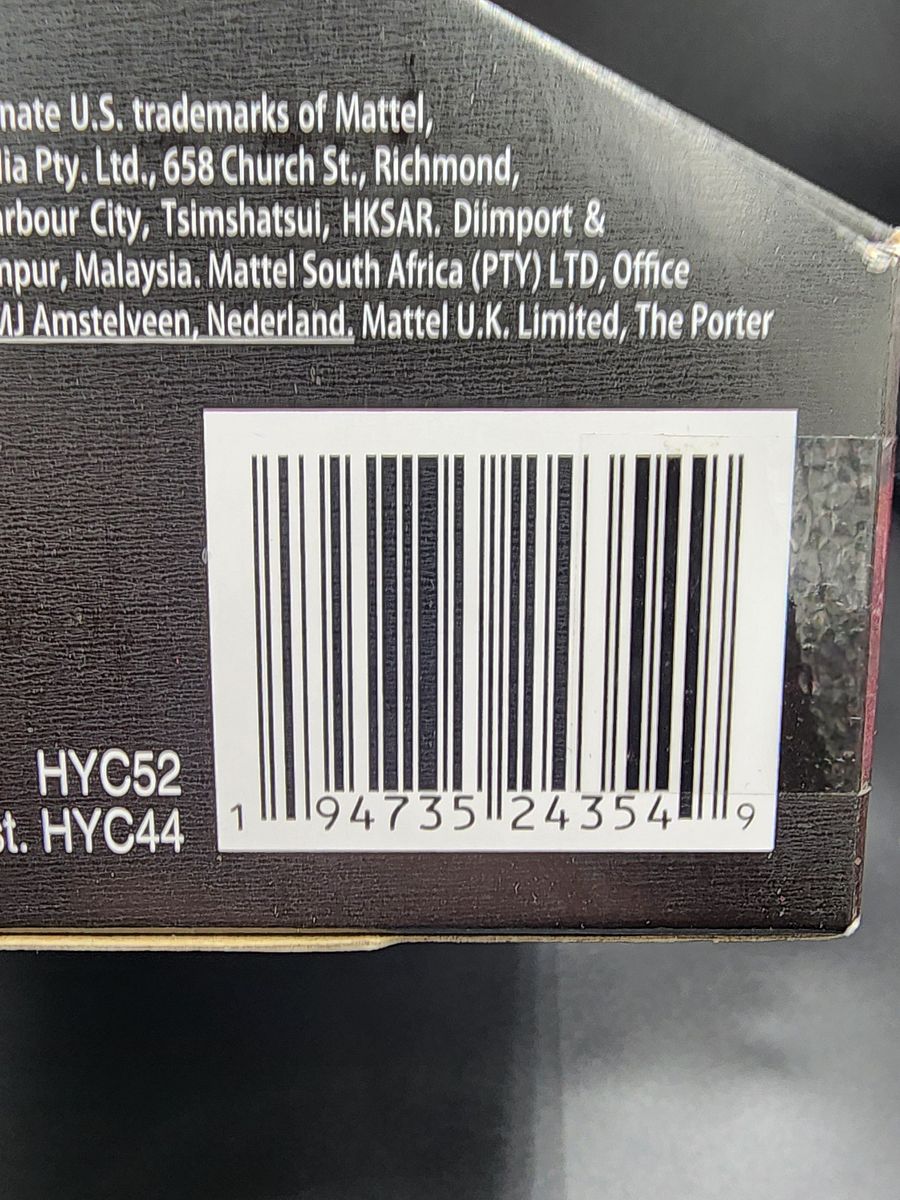 nate U.S. trademarks of Mattel,
lia Pty. Ltd., 658 Church St., Richmond,
arbour City, Tsimshatsui, HKSAR. Diimport &
mpur, Malaysia. Mattel South Africa (PTY) LTD, Office
MJ Amstelveen, Nederland. Mattel U.K. Limited, The Porter
HYC52
st. HYC44
1 94735 24354 9